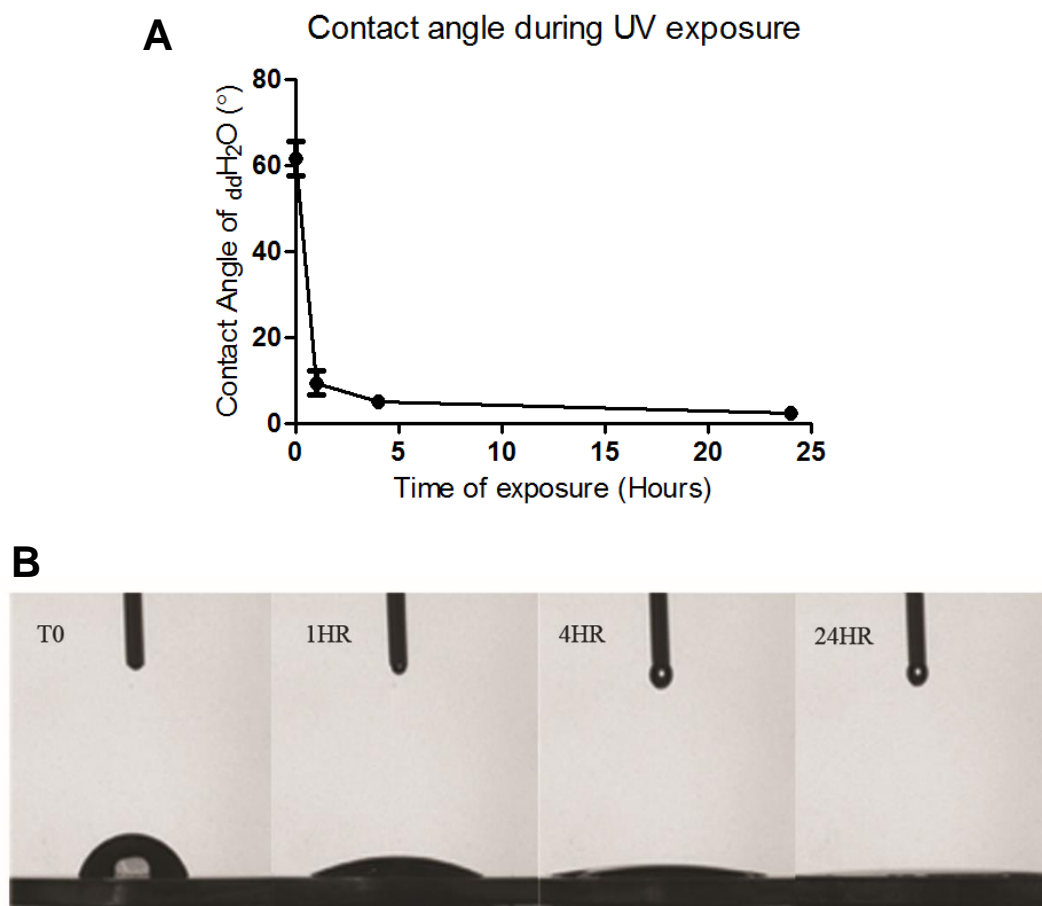 A
Contact angle during UV exposure
Contact Angle of ddH2O (°)
80
60
40
20
0
0 5 10 15 20 25
Time of exposure (Hours)
B
T0 1HR 4HR 24HR